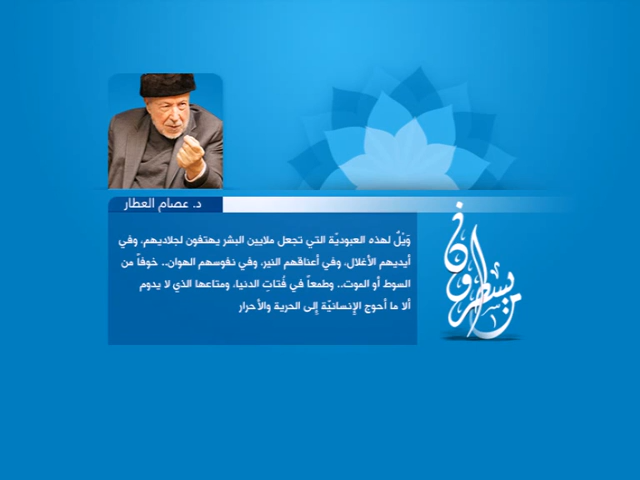 د. عصام العطار
وَيْلٌ لهذه العبوديّة التي تجعل ملايين البشر يهتفون لجلاديهم، وفي
أيديهم الأغلال، وفي أعناقهم النير، وفي نفوسهم الهوان.. خوفاً من
السوط أو الموت.. وطمعاً في فُتاتِ الدنيا، ومتاعها الذي لا يدوم
ألا ما أحوج الإنسانيّة إلى الحرية والأحرار